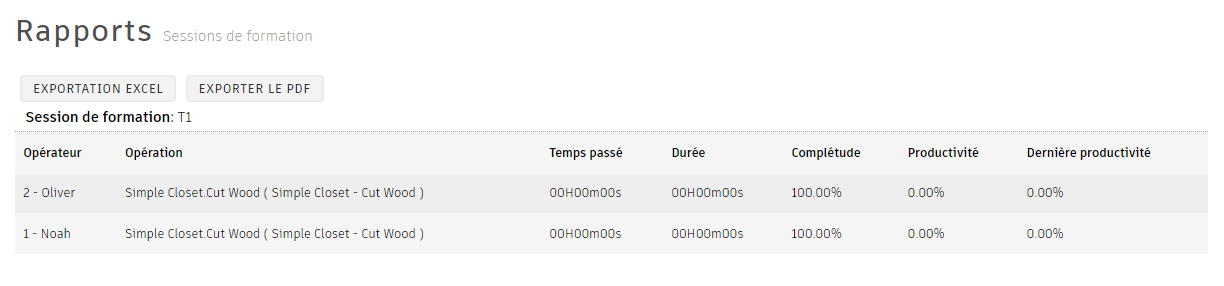 Rapports Sessions de formation
EXPORTATION EXCEL EXPORTER LE PDF
Session de formation: T1
Opérateur Opération Temps passé Durée Complétude Productivité Dernière productivité
2 - Oliver Simple Closet.Cut Wood ( Simple Closet - Cut Wood ) 00H00m00s 00H00m00s 100.00% 0.00% 0.00%
1 - Noah Simple Closet.Cut Wood ( Simple Closet - Cut Wood ) 00H00m00s 00H00m00s 100.00% 0.00% 0.00%